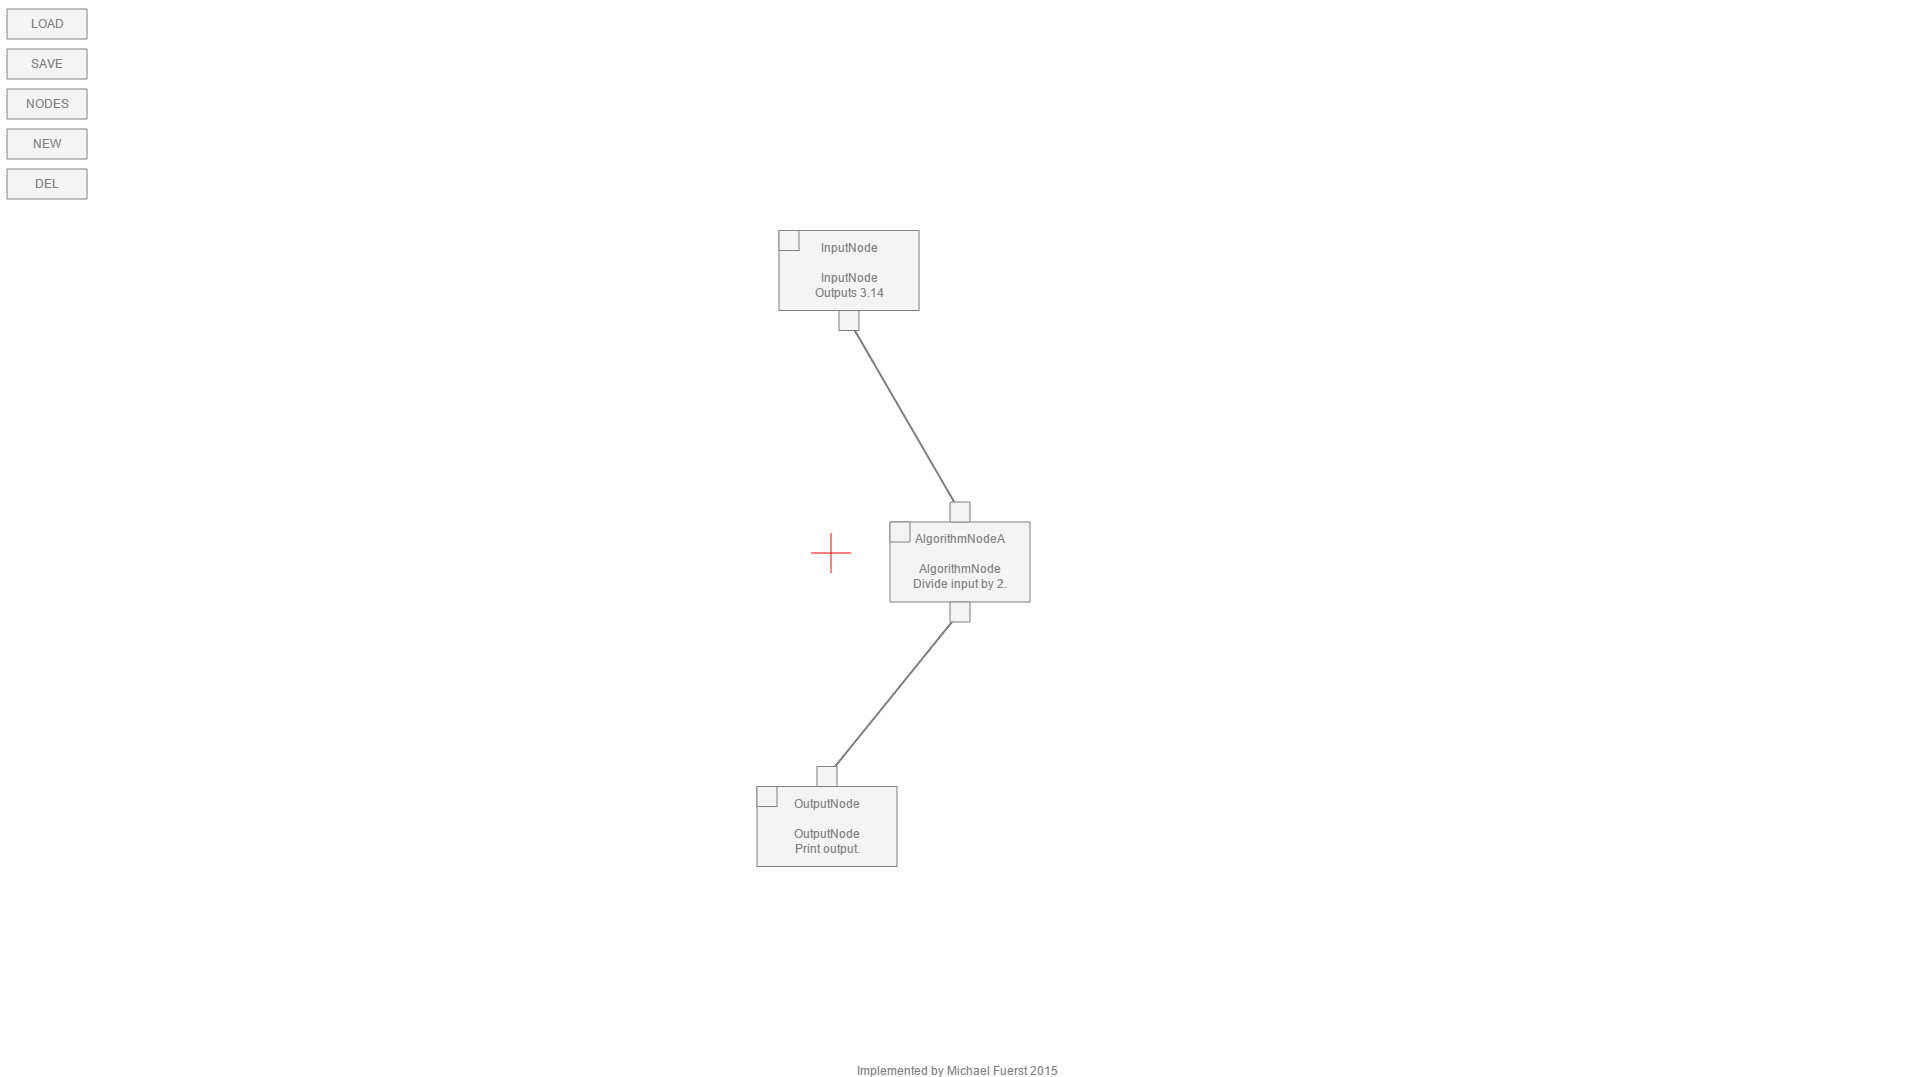 LOAD
SAVE
NODES
NEW
DEL
InputNode
InputNode
Outputs 3.14
AlgorithmNodeA
AlgorithmNode
Divide input by 2.
OutputNode
OutputNode
Print output.
Implemented by Michael Fuerst 2015